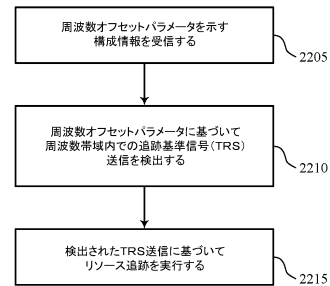 周波数オフセットパラメータを示す
構成情報を受信する
2205
周波数オフセットパラメータに基づいて
周波数帯域内での追跡基準信号(TRS)
送信を検出する
2210
検出されたTRS送信に基づいて
リソース追跡を実行する
2215